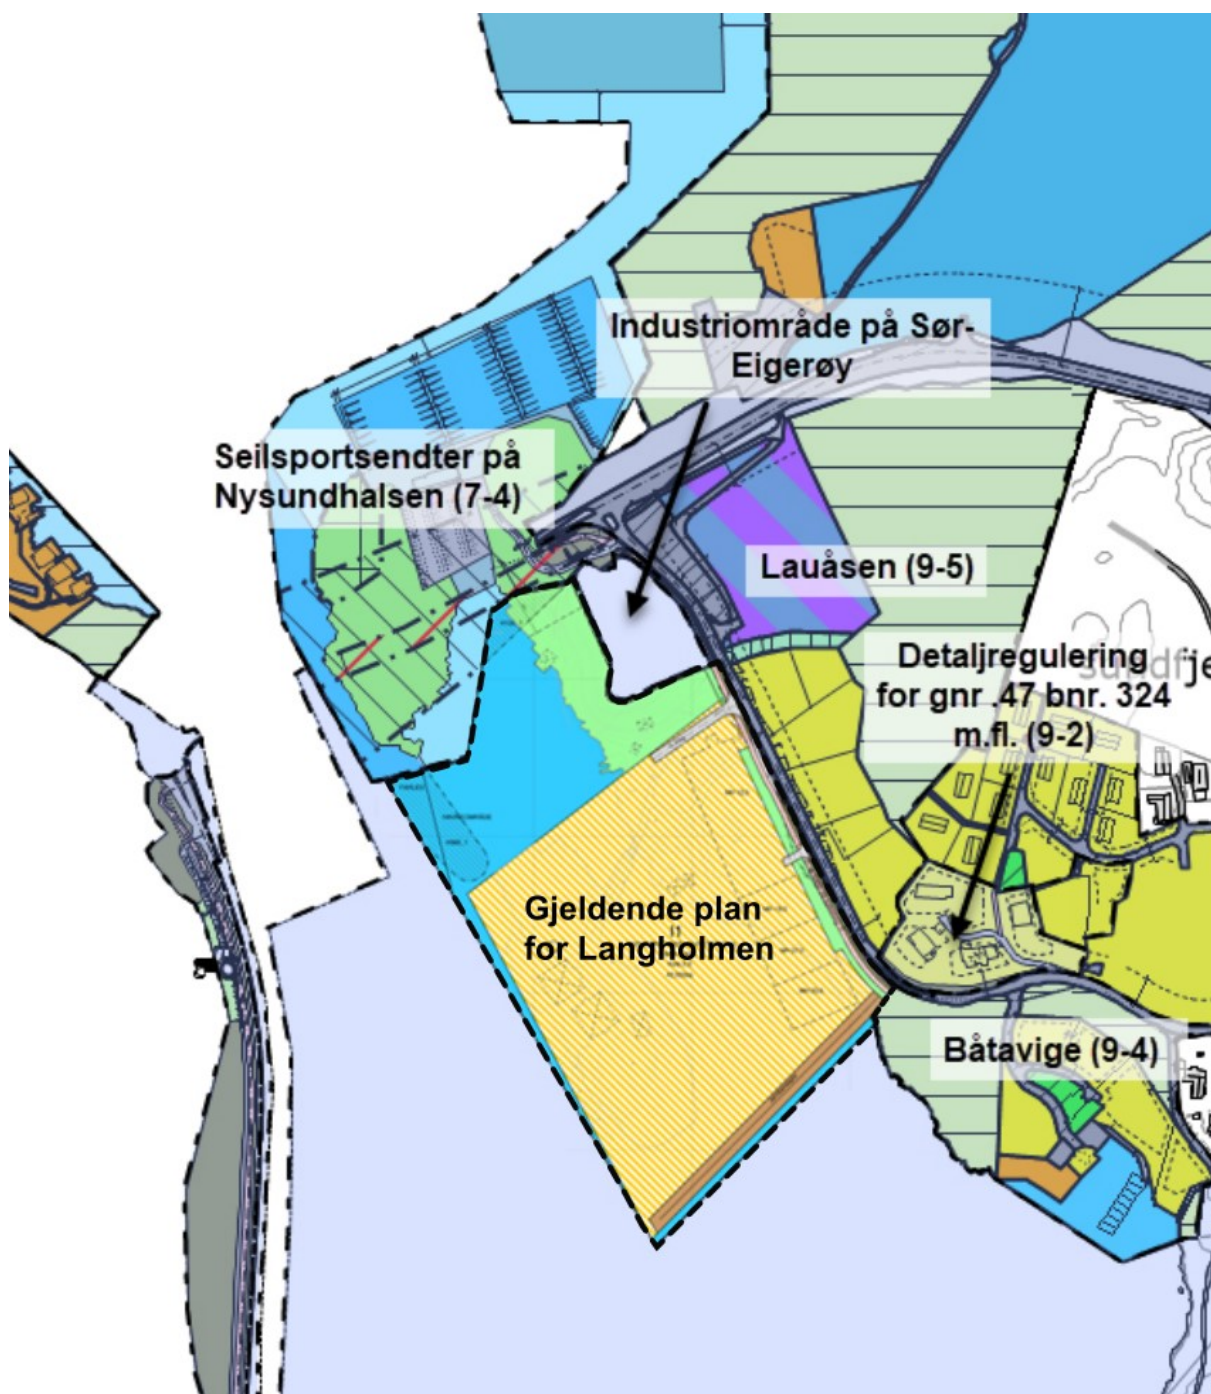 Industriområde på Sør-
Eigerøy
Seilsportsendter på
Nysundhalsen (7-4)
Lauåsen (9-5)
Detaljregulering
for gnr .47 bnr. 324
m.fl. (9-2)
Gjeldende plan
for Langholmen
Båtavige (9-4)